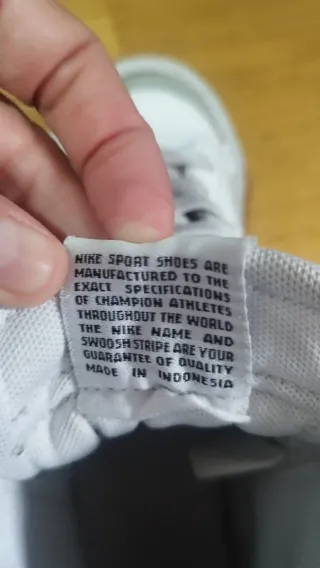 NIKE SPORT SHOES ARE
MANUFACTURED TO THE
EXACT SPECIFICATIONS
OF CHAMPION ATHLETES
THROUGHOUT THE WORLD
THE NIKE NAME AND
SWOOSH STRIPE ARE YOUR
GUARANTEE OF QUALITY
MADE IN INDONESIA